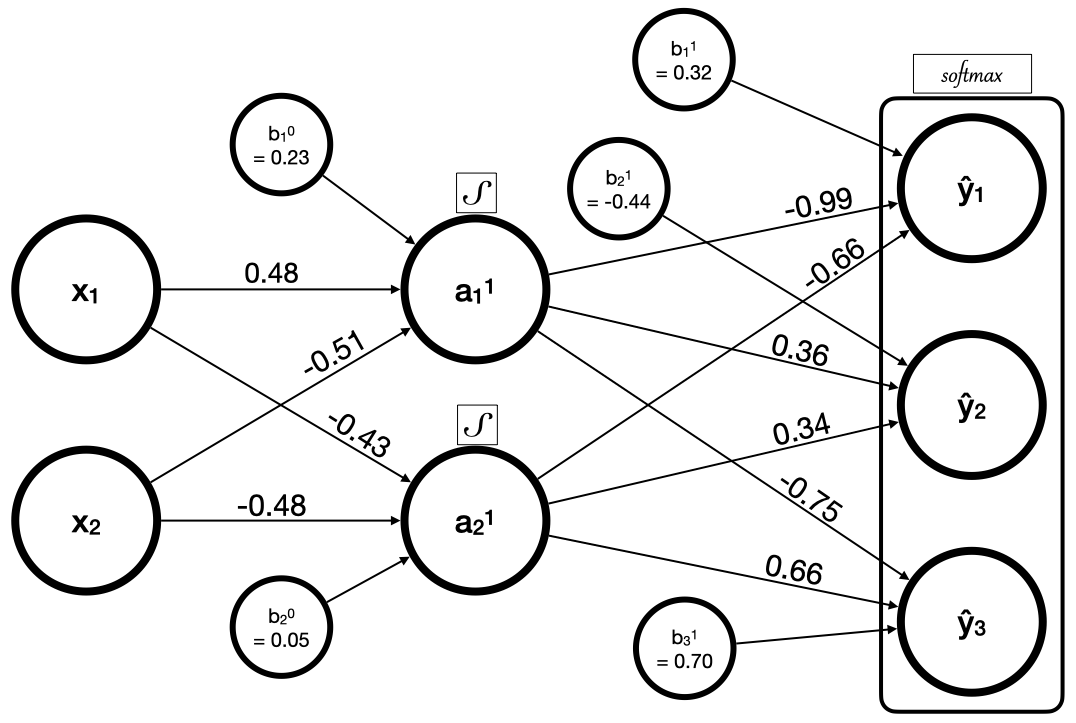 b₁¹
= 0.32
softmax
b₁⁰
= 0.23
b₂¹
= -0.44
ŷ₁
-0.99
-0.66
x₁
0.48
a₁¹
-0.51
0.36
ŷ₂
-0.43
0.34
x₂
-0.48
a₂¹
-0.75
0.66
b₂⁰
= 0.05
b₃¹
= 0.70
ŷ₃